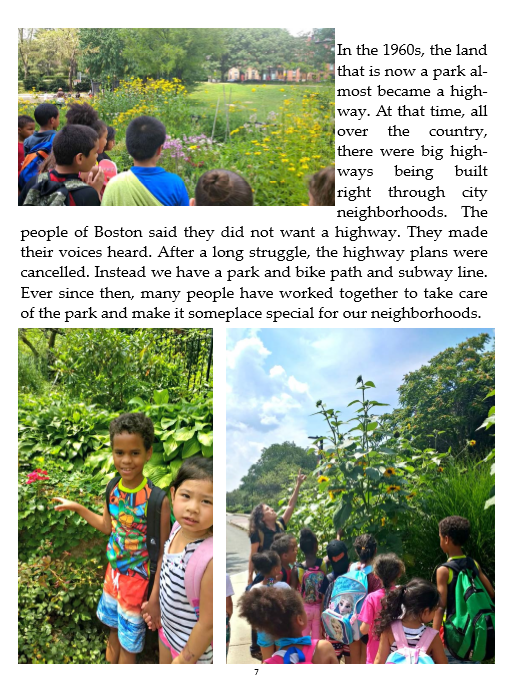 In the 1960s, the land
that is now a park al-
most became a high-
way. At that time, all
over the country,
there were big high-
ways being built
right through city
neighborhoods. The
people of Boston said they did not want a highway. They made
their voices heard. After a long struggle, the highway plans were
cancelled. Instead we have a park and bike path and subway line.
Ever since then, many people have worked together to take care
of the park and make it someplace special for our neighborhoods.
7